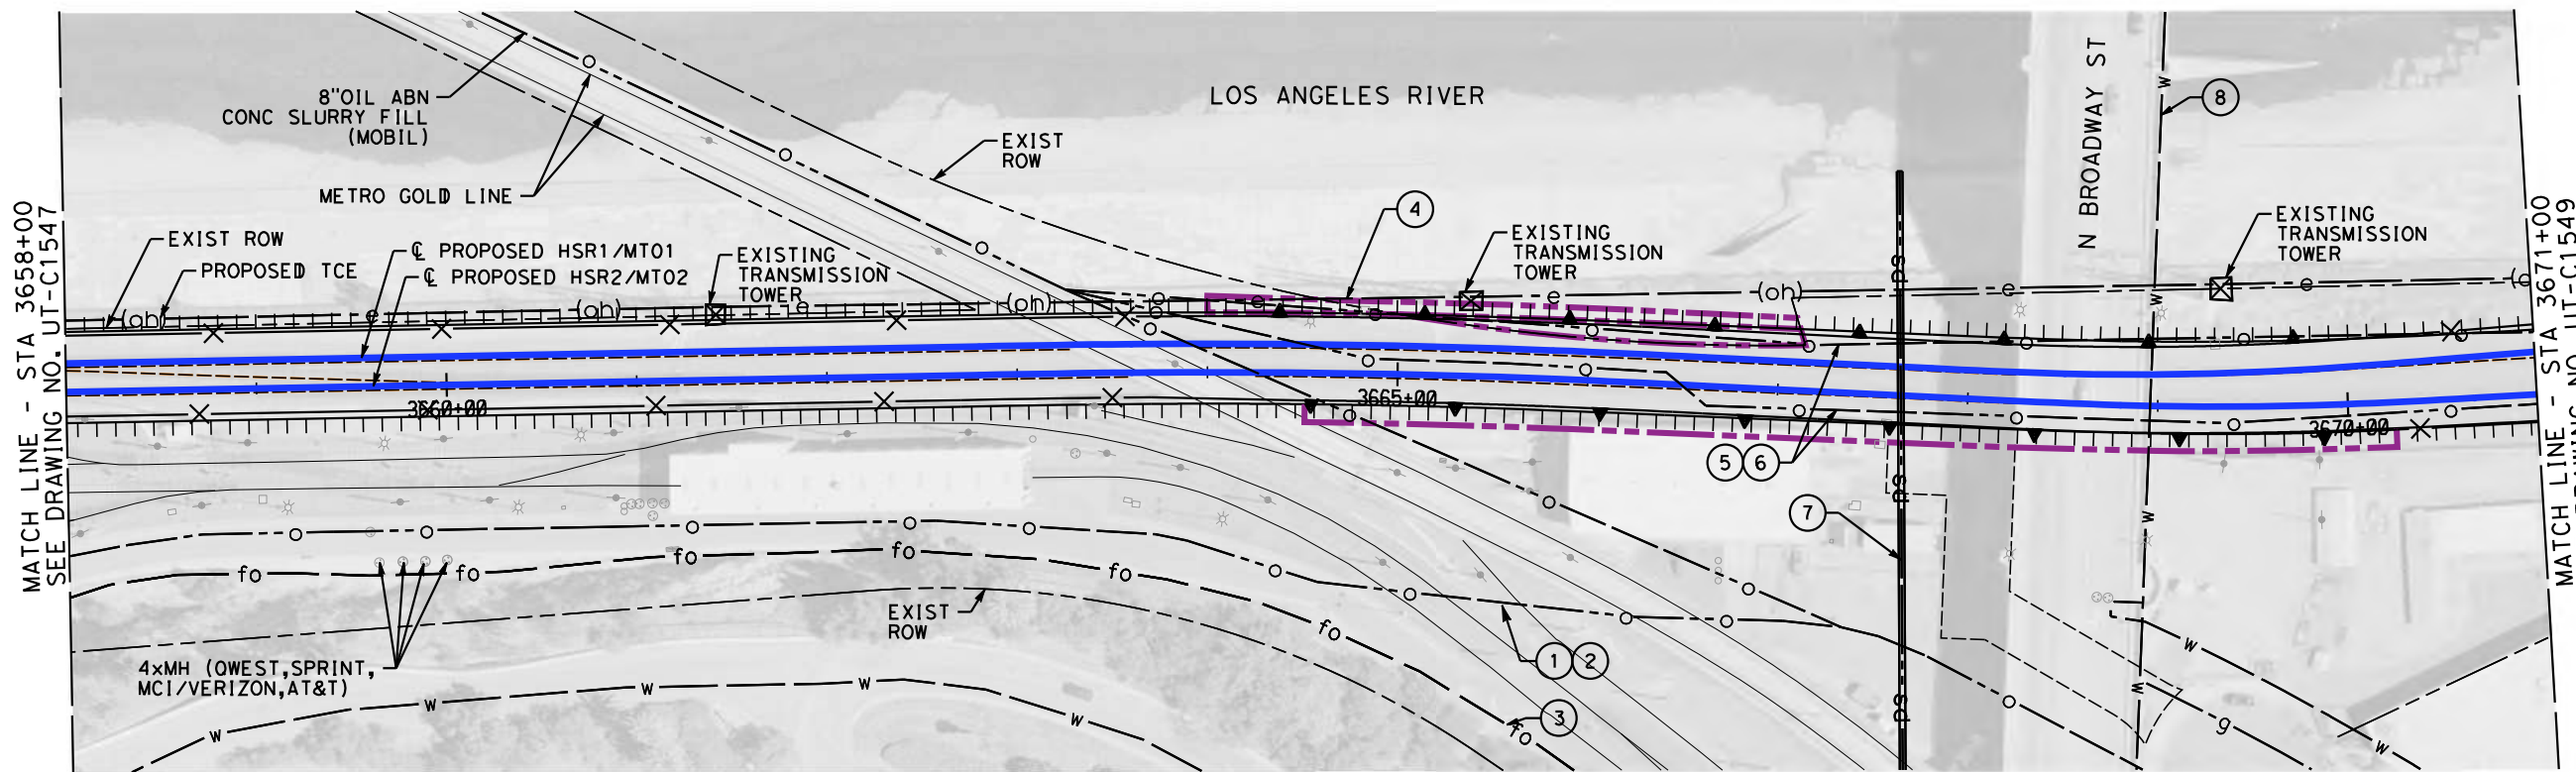 8"OIL ABN
CONC SLURRY FILL
(MOBIL)
METRO GOLD LINE
LOS ANGELES RIVER
EXIST
ROW
N BROADWAY ST
8
w
4
EXISTING
TRANSMISSION
TOWER
EXISTING
TRANSMISSION
TOWER
EXISTING
TRANSMISSION
TOWER
EXIST ROW
PROPOSED TCE
℄ PROPOSED HSR1/MT01
℄ PROPOSED HSR2/MT02
MATCH LINE - STA 3658+00
SEE DRAWING NO. UT-C1547
MATCH LINE - STA 3671+00
(oh) e (oh) e (oh) e e (oh) e e
w
ps
3660+00
3665+00
3670+00
5 6
ps
7
w
fo fo fo fo fo fo fo
EXIST
ROW
4xMH (QWEST,SPRINT,
MCI/VERIZON,AT&T)
1 2
3
w w w w w
ps
w w g w